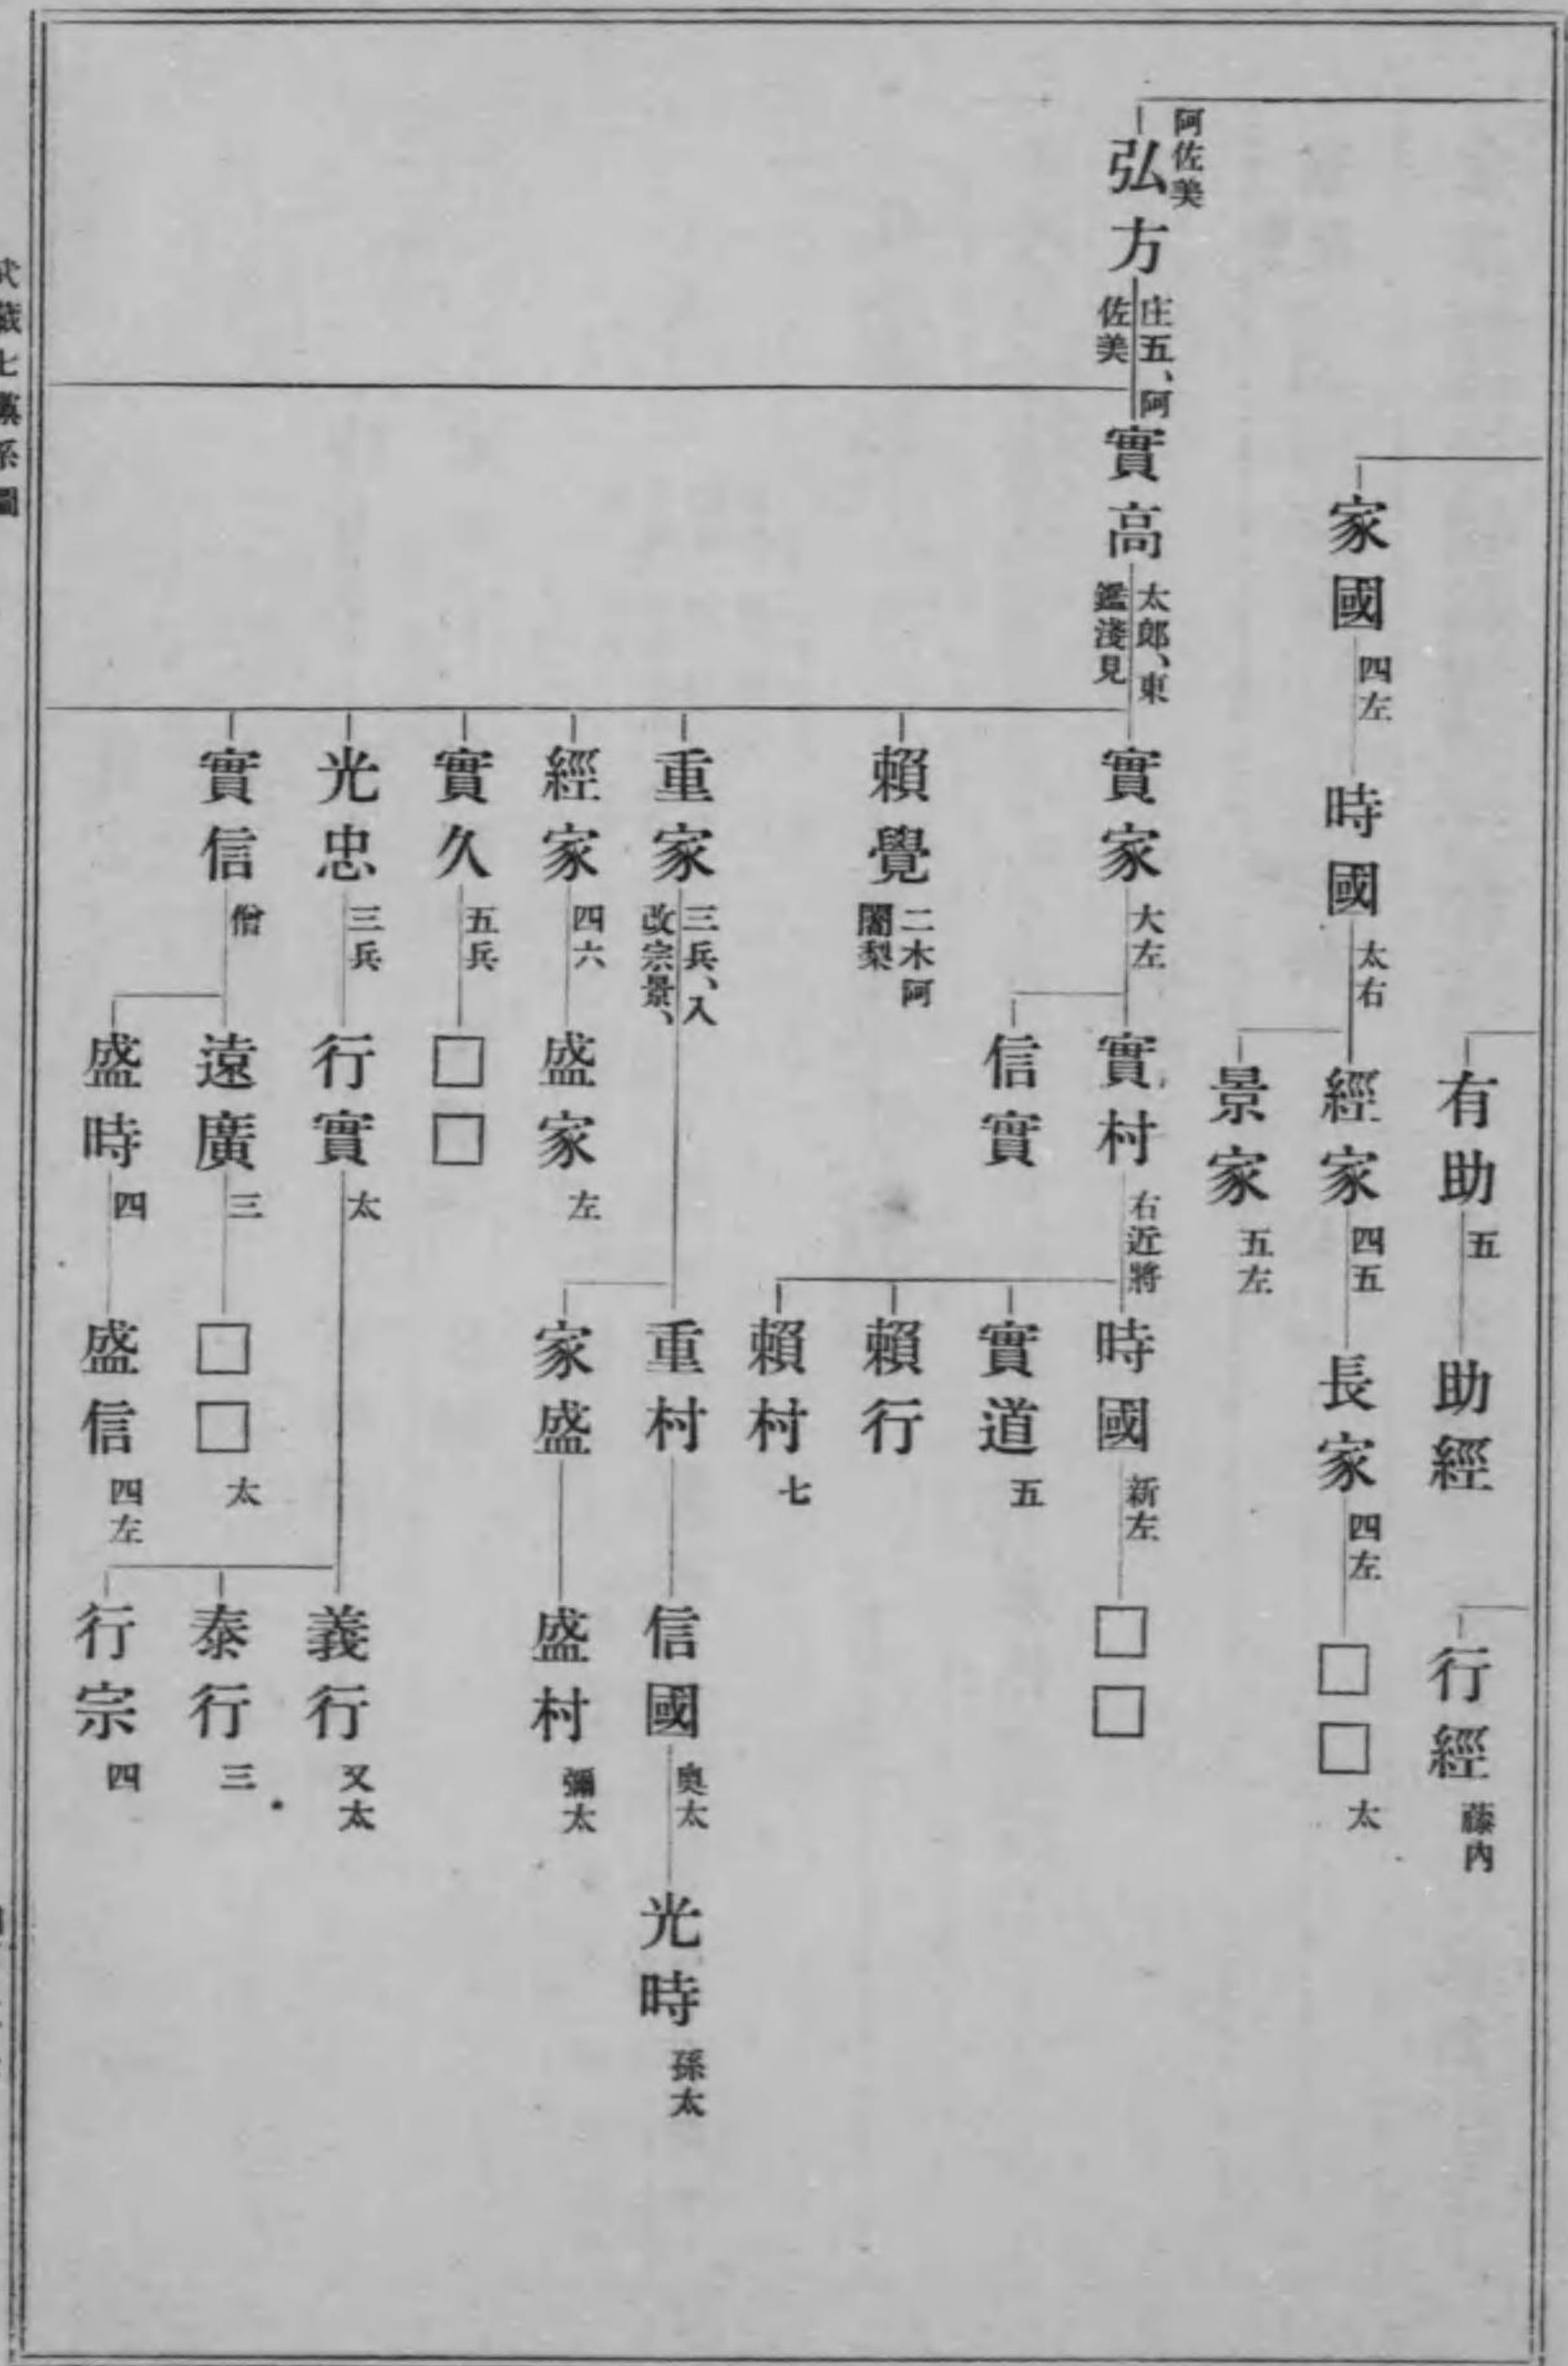 有助 五
助經
行經 藤內
家國 四左
時國 太右
經家 四五
長家 四左
□□ 太
景家 五左
阿佐美
弘方 庄五、阿佐美
實高 太郎、東鑑淺見
實家 大左
實村 右近將
時國 新左
□□
實道 五
賴行
賴村 七
信實
賴覺 二木阿闍梨
重家 三兵、入改宗景、
重村
信國 奧太
光時 孫太
家盛
盛村 彌太
經家 四六
盛家 左
實久 五兵
□□
光忠 三兵
行實 太
義行 又太
泰行 三
行宗 四
實信 僧
遠廣 三
□□ 太
盛時 四
盛信 四左
武藏七黨系圖